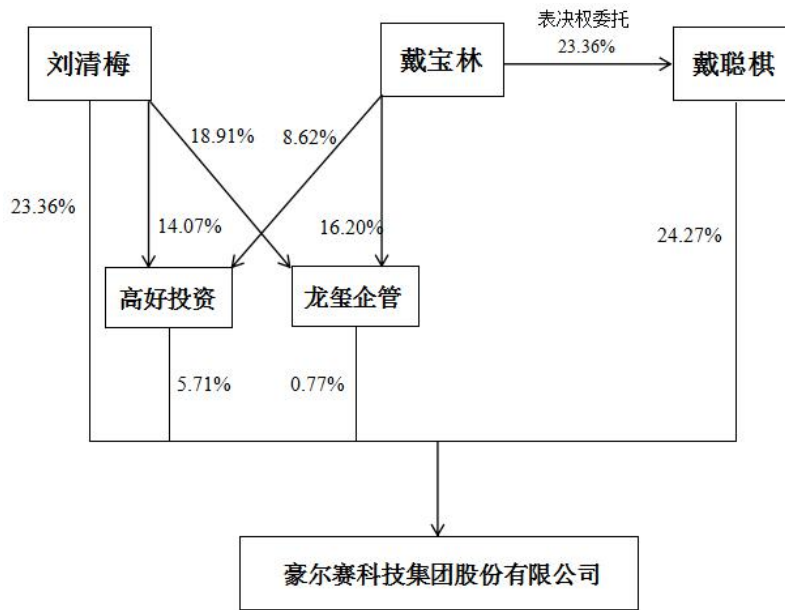 表决权委托
23.36%
刘清梅
戴宝林
戴聪棋
18.91%
8.62%
23.36%
14.07%
16.20%
24.27%
高好投资
龙玺企管
5.71%
0.77%
豪尔赛科技集团股份有限公司